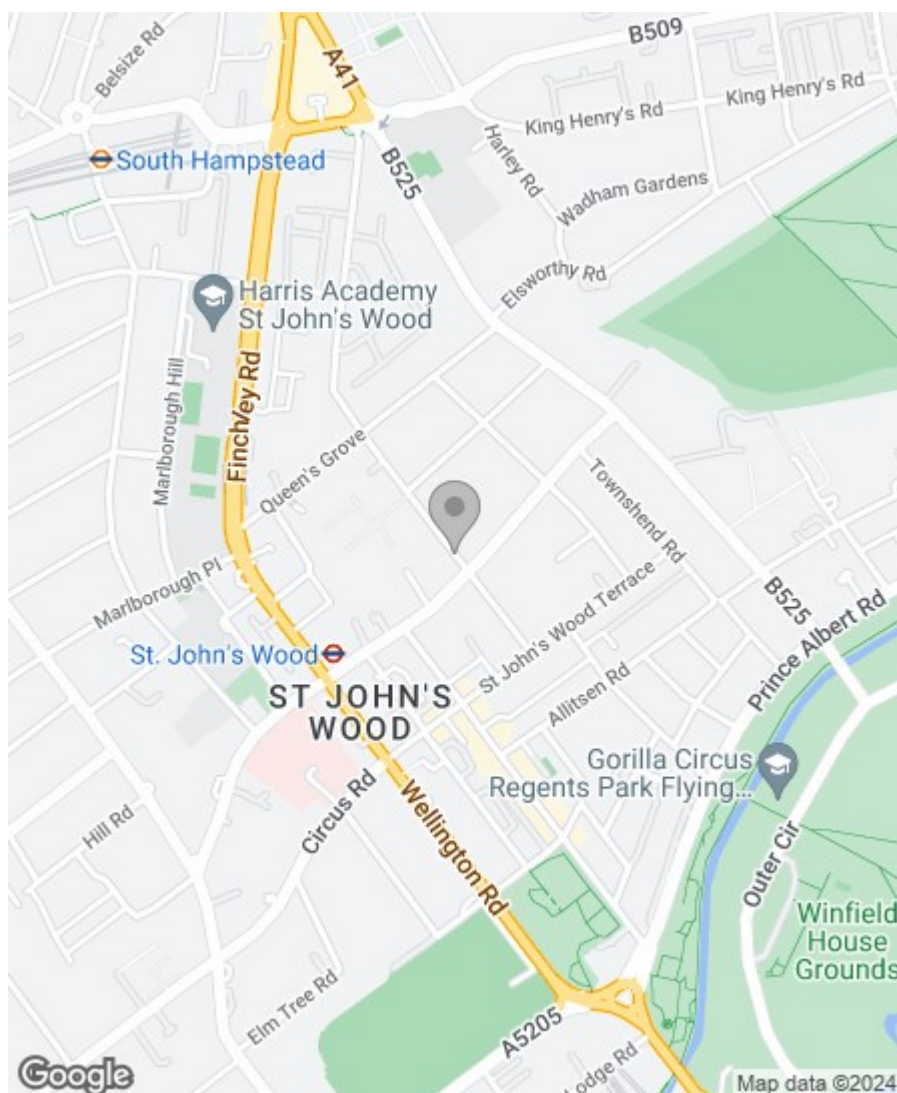 B509
A41
Belsize Rd
King Henry's Rd
King Henry's Rd
South Hampstead
B525
Harley Rd
Wadham Gardens
Elsworthy Rd
Harris Academy
St John's Wood
Finchley Rd
Marlborough Hill
Queen's Grove
Townshend Rd
Marlborough Pl
B525
Prince Albert Rd
St John's Wood Terrace
St. John's Wood
ST JOHN'S
WOOD
Allitsen Rd
Gorilla Circus
Regents Park Flying...
Circus Rd
Hill Rd
Wellington Rd
Outer Cir
Winfield
House
Grounds
Elm Tree Rd
A5205
Lodge Rd
Google
Map data ©2024